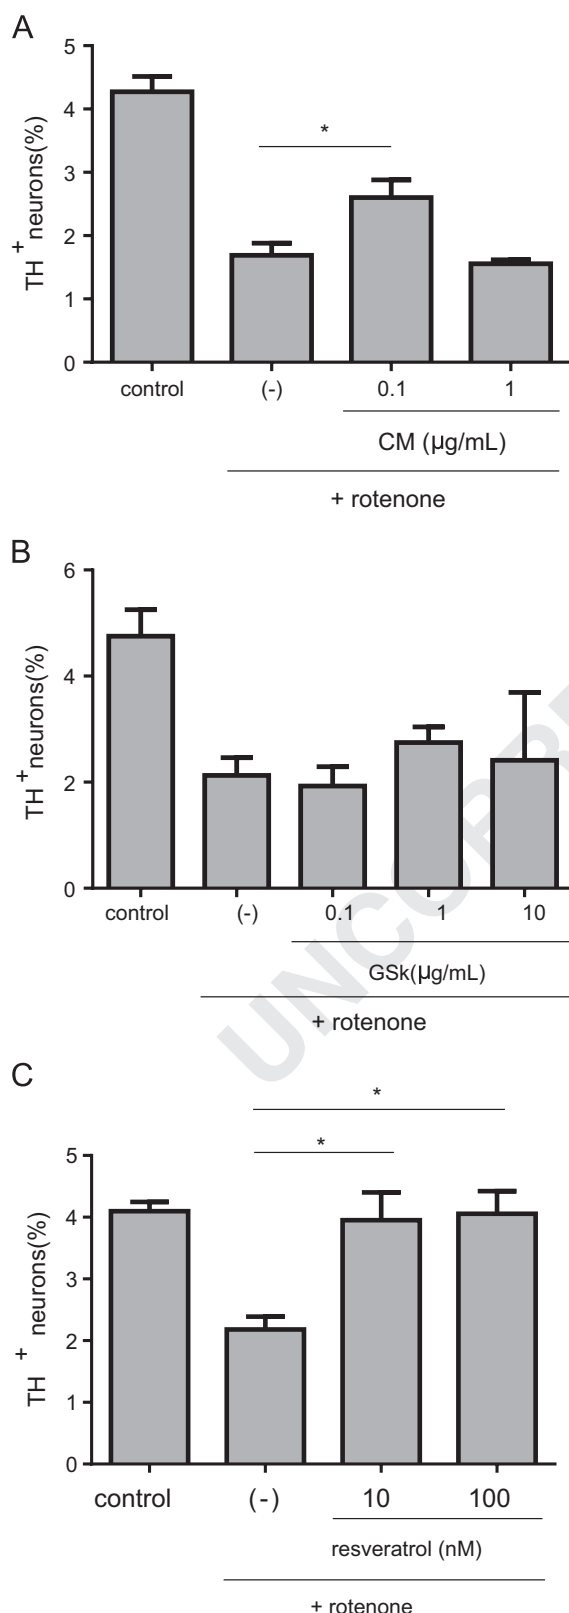 A
5
4
3
2
1
0
TH + neurons(%)
*
control (-) 0.1 1
CM (µg/mL)
+ rotenone
B
6
4
2
0
TH +neurons(%)
control (-) 0.1 1 10
GSk(µg/mL)
+ rotenone
C
*
*
5
4
3
2
1
0
TH + neurons(%)
control (-) 10 100
resveratrol (nM)
+ rotenone